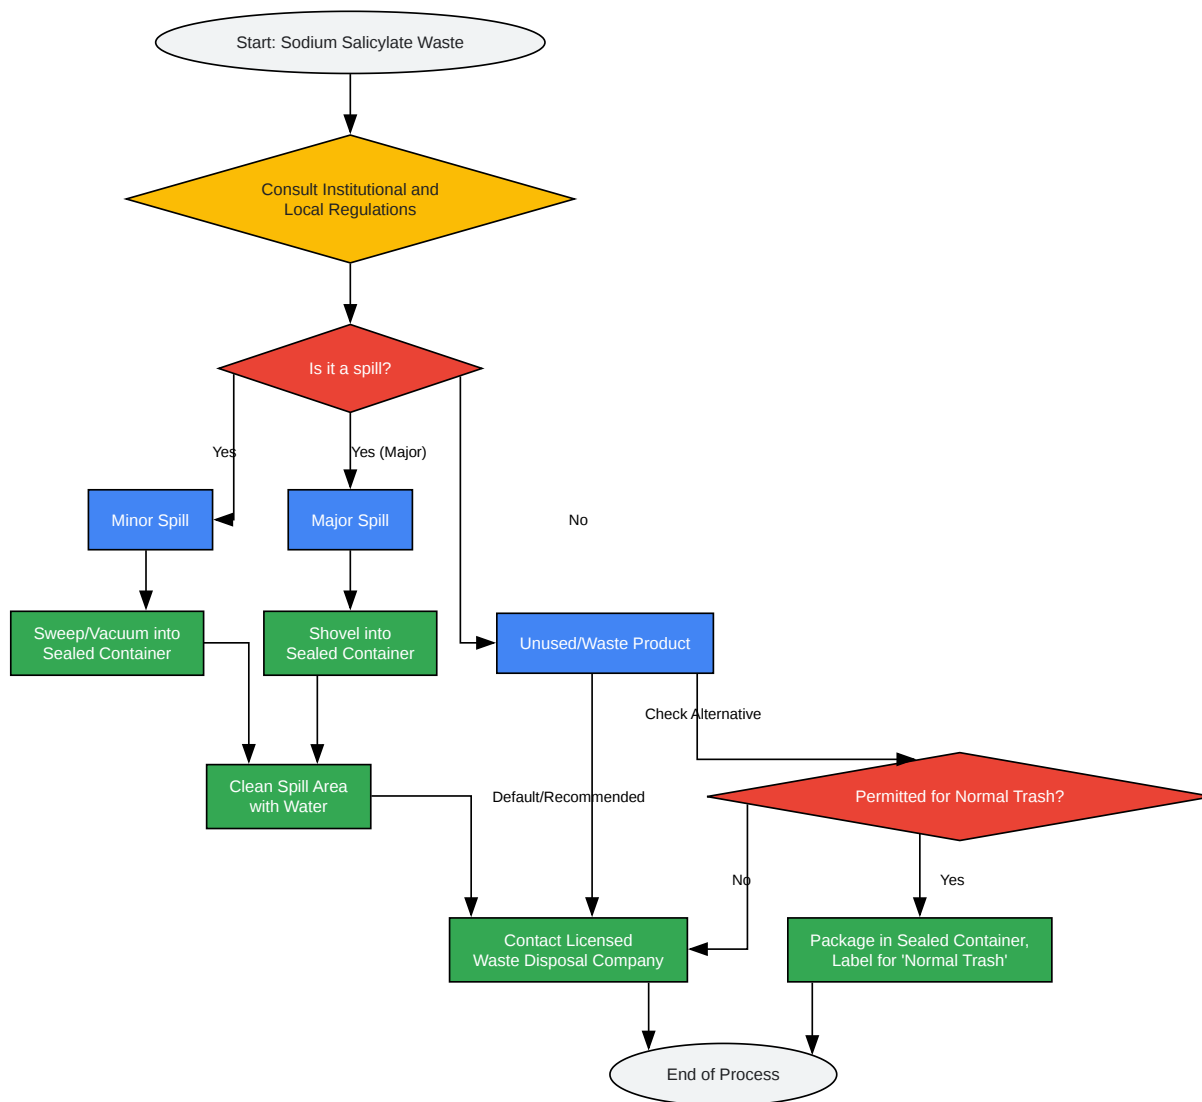 Start: Sodium Salicylate Waste
Consult Institutional and
Local Regulations
Is it a spill?
Yes
Yes (Major)
Minor Spill
Major Spill
No
Sweep/Vacuum into
Sealed Container
Shovel into
Sealed Container
Unused/Waste Product
Check Alternative
Clean Spill Area
with Water
Default/Recommended
Permitted for Normal Trash?
No
Yes
Contact Licensed
Waste Disposal Company
Package in Sealed Container,
Label for 'Normal Trash'
End of Process